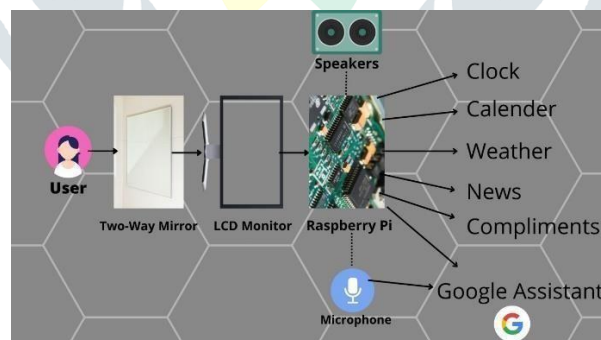 Speakers
Clock
Calender
Weather
News
Compliments
Google Assistant
User
Two-Way Mirror
LCD Monitor
Raspberry Pi
Microphone